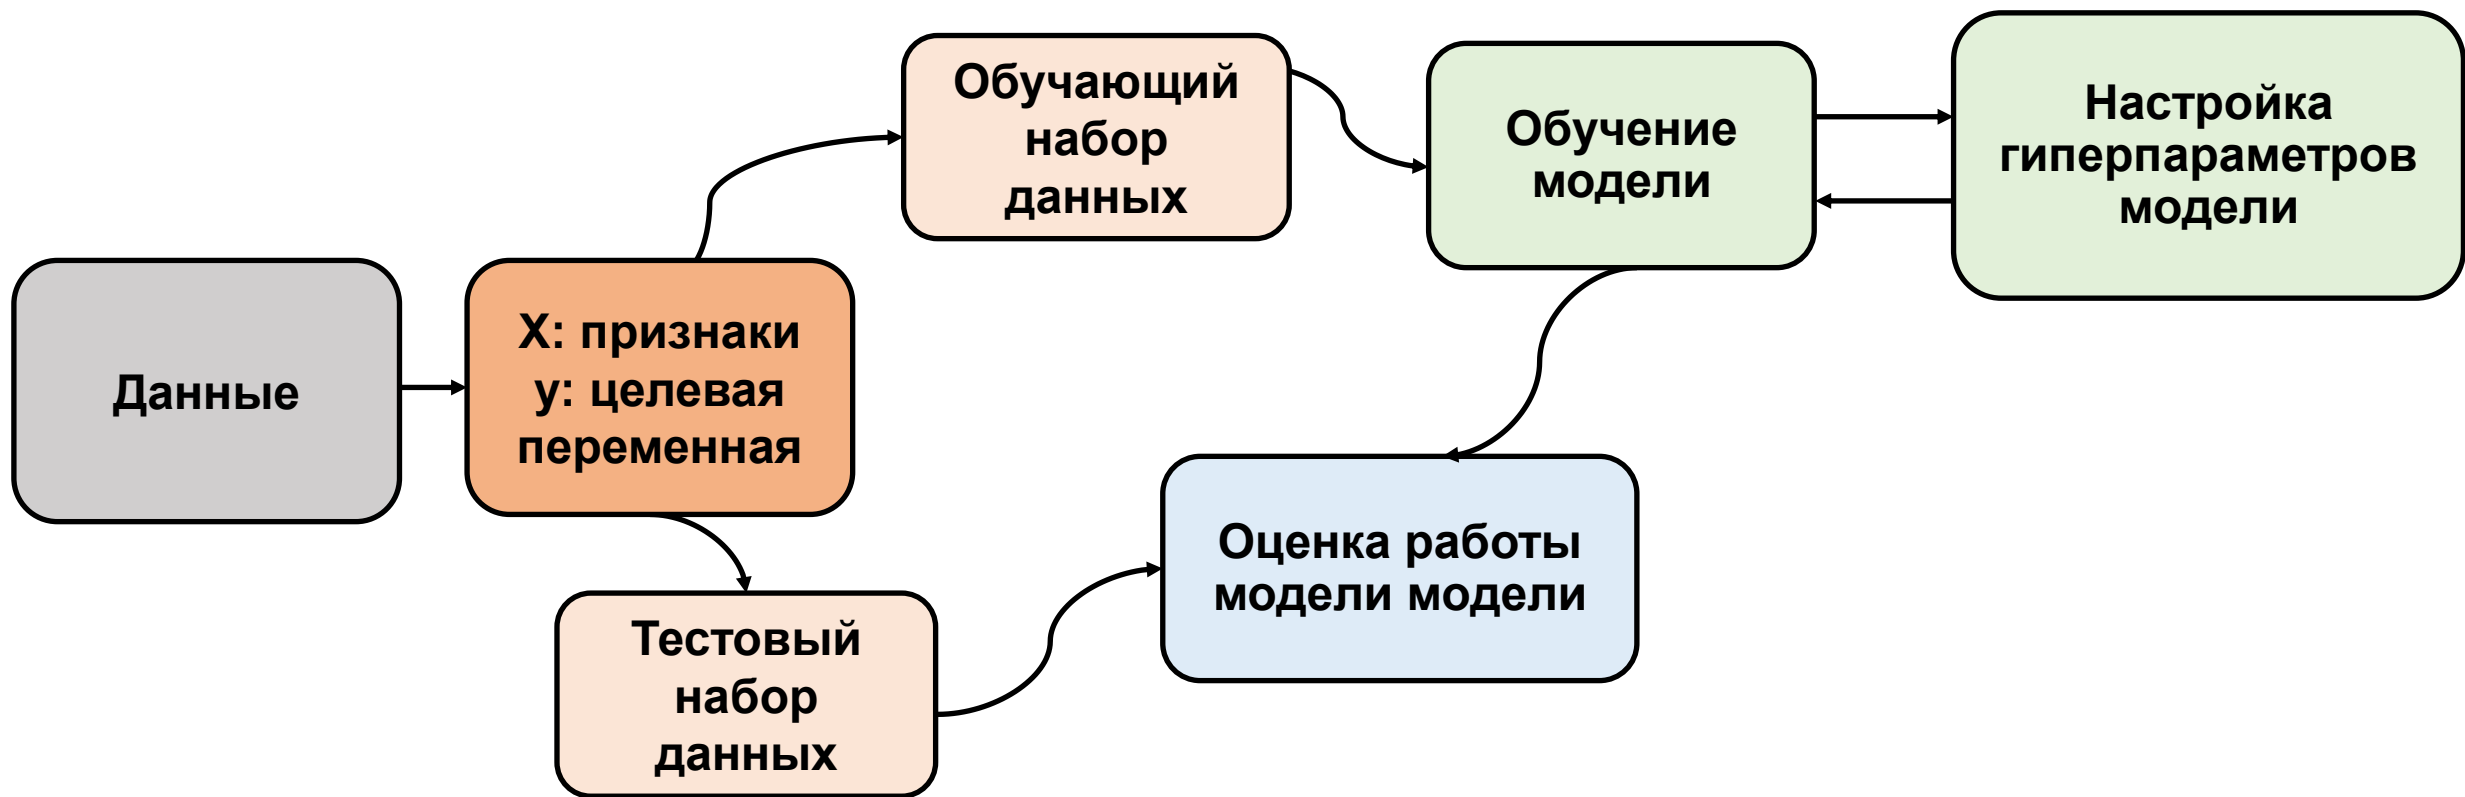 Данные
X: признаки
y: целевая
переменная
Обучающий
набор
данных
Тестовый
набор
данных
Обучение
модели
Настройка
гиперпараметров
модели
Оценка работы
модели модели